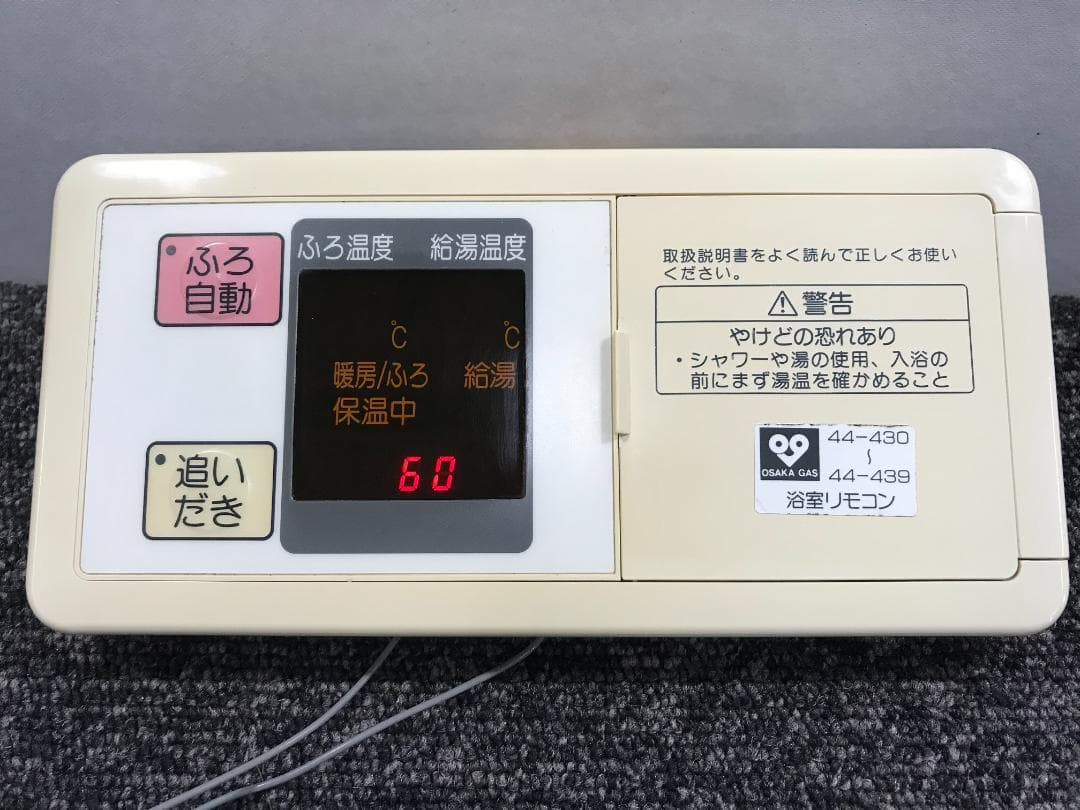 ふろ
自動
追い
だき
ふろ温度 給湯温度
℃ ℃
暖房/ふろ 給湯
保温中
60
取扱説明書をよく読んで正しくお使い
ください。
⚠警告
やけどの恐れあり
・シャワーや湯の使用、入浴の
前にまず湯温を確かめること
OSAKA GAS
44-430
~
44-439
浴室リモコン